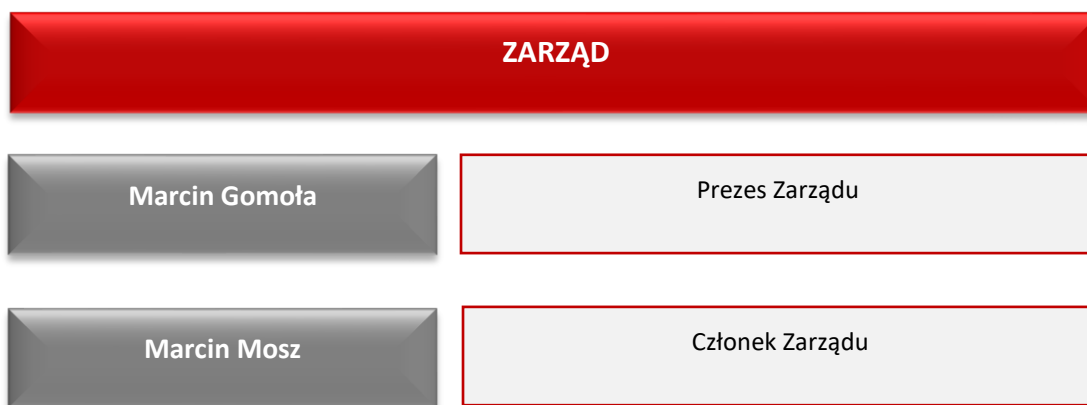 ZARZĄD
Marcin Gomoła
Prezes Zarządu
Marcin Mosz
Członek Zarządu